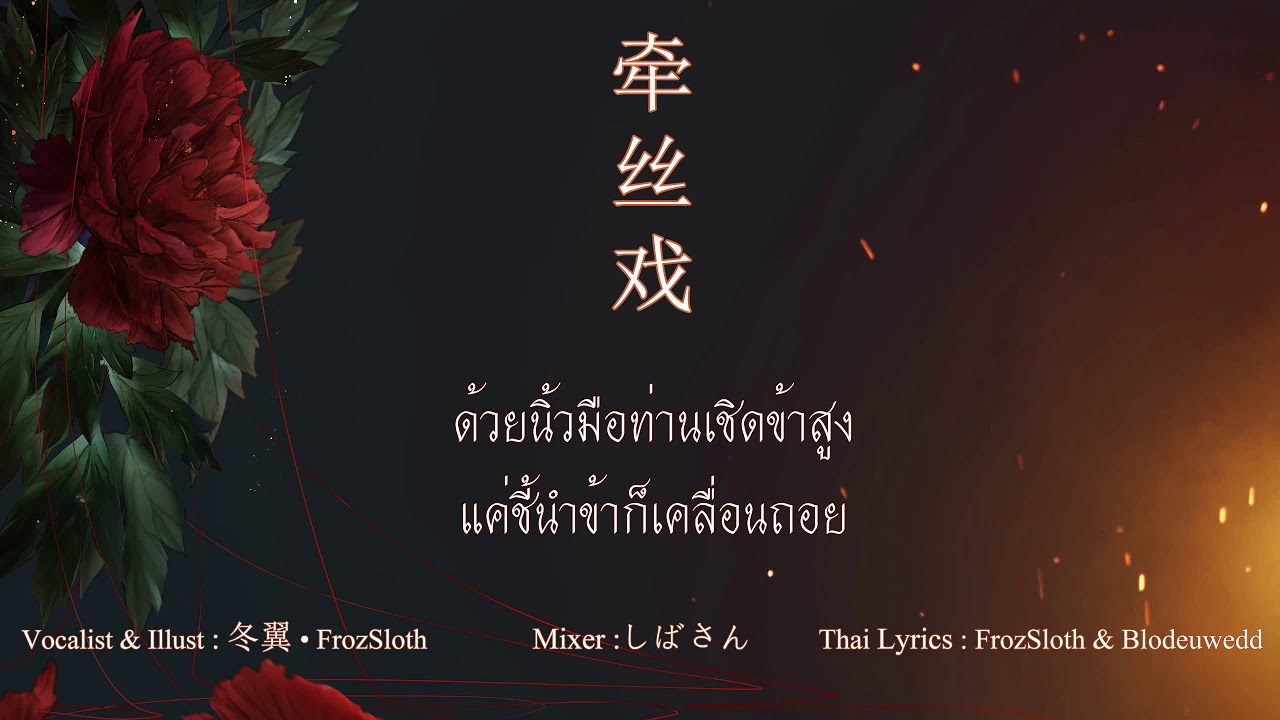 牵丝戏
ด้วยนิ้วมือท่านเชิดข้าสูง
แค่ชี้นำข้าก็เคลื่อนถอย
Vocalist & Illust : 冬翼 • FrozSloth
Mixer :しばさん
Thai Lyrics : FrozSloth & Blodeuwedd